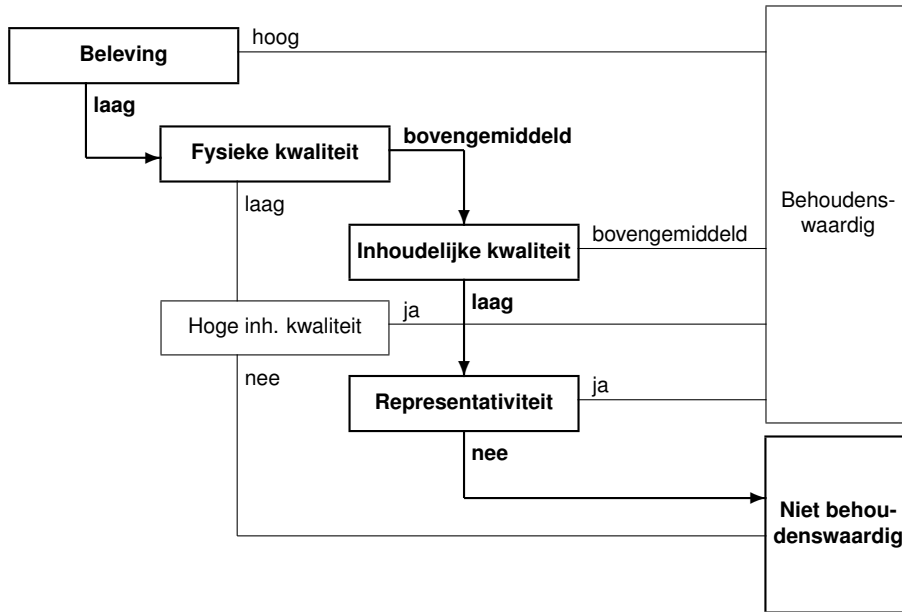 hoog
Beleving
laag
bovengemiddeld
Fysieke kwaliteit
laag
Behoudens-
waardig
bovengemiddeld
Inhoudelijke kwaliteit
laag
ja
Hoge inh. kwaliteit
nee
ja
Representativiteit
nee
Niet behou-
denswaardig